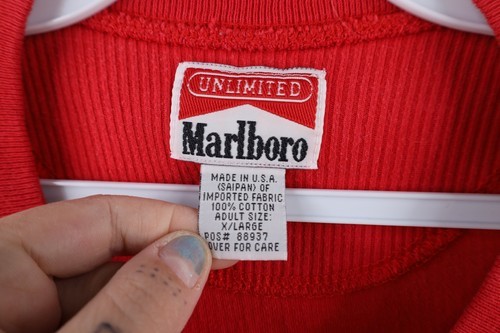 UNLIMITED
Marlboro
MADE IN U.S.A.
(SAIPAN) OF
IMPORTED FABRIC
100% COTTON
ADULT SIZE:
X/LARGE
POS# 88937
OVER FOR CARE